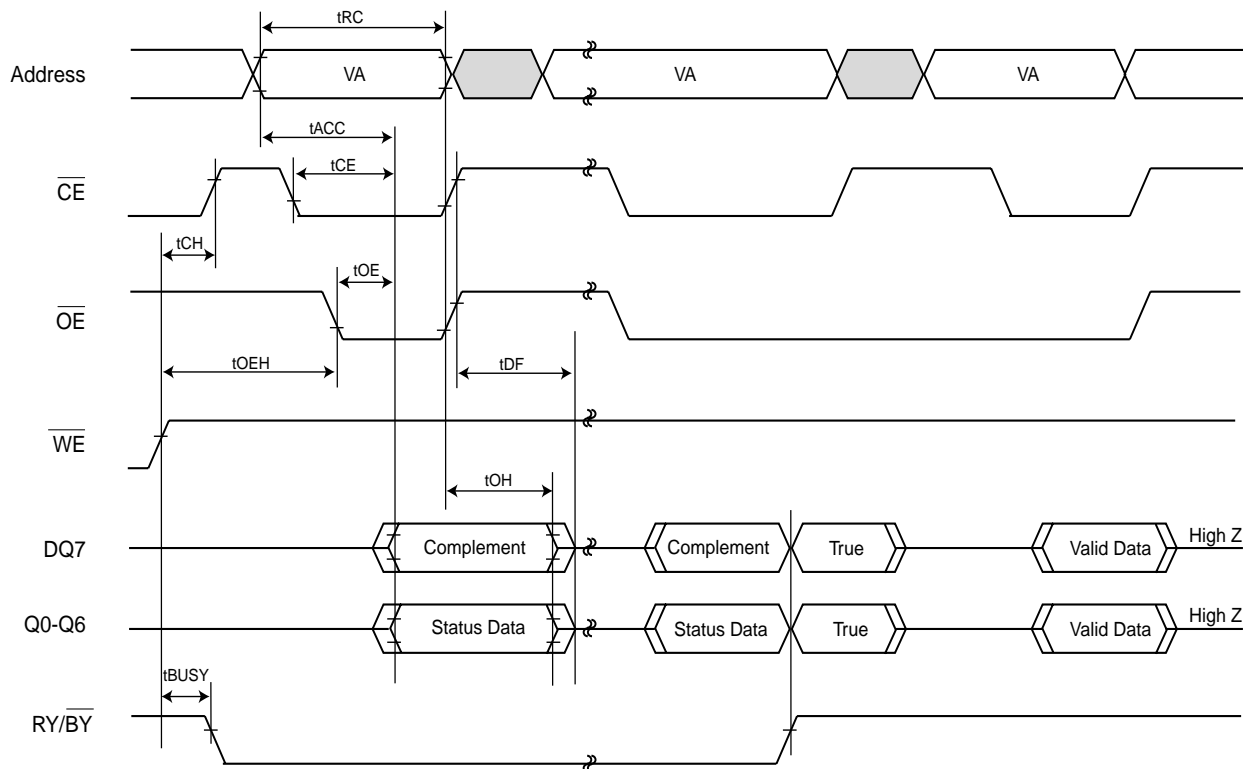 tRC
Address VA VA VA
tACC
tCE
CE
tCH
tOE
OE
tOEH tDF
WE
tOH
DQ7 Complement Complement True Valid Data High Z
Q0-Q6 Status Data Status Data True Valid Data High Z
tBUSY
RY/BY